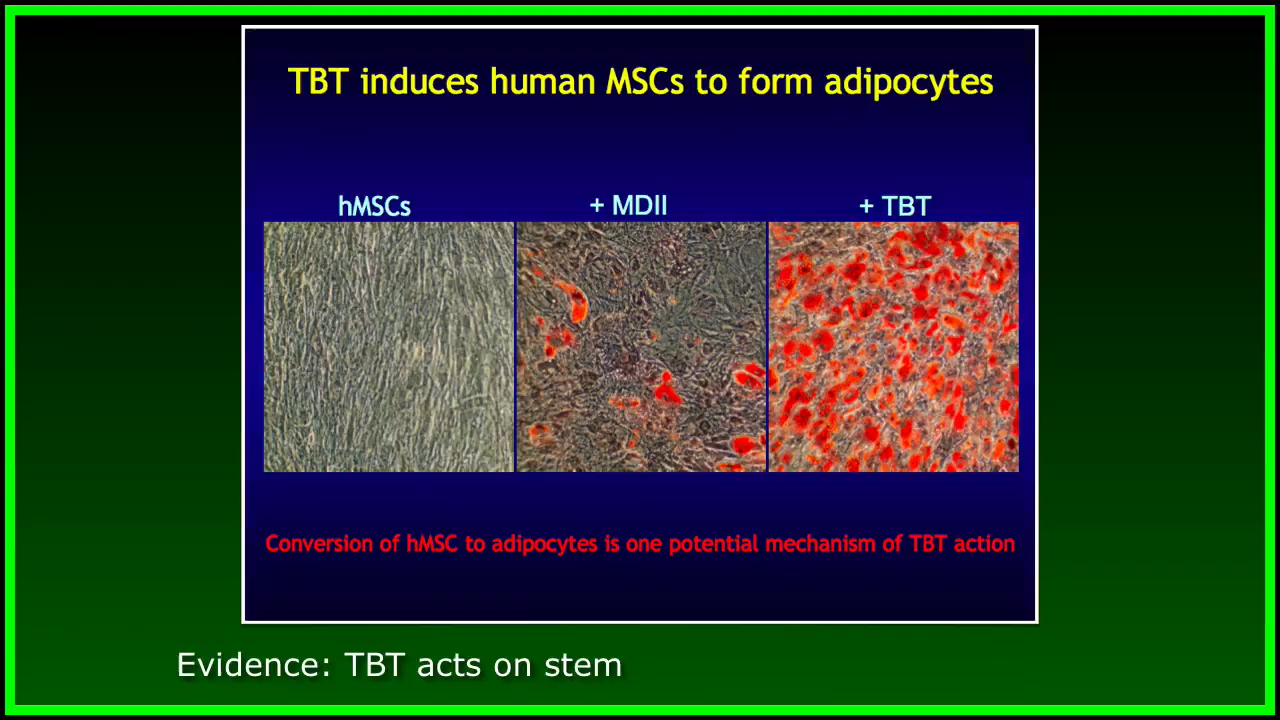 TBT induces human MSCs to form adipocytes
hMSCs
+ MDII
+ TBT
Conversion of hMSC to adipocytes is one potential mechanism of TBT action
Evidence: TBT acts on stem